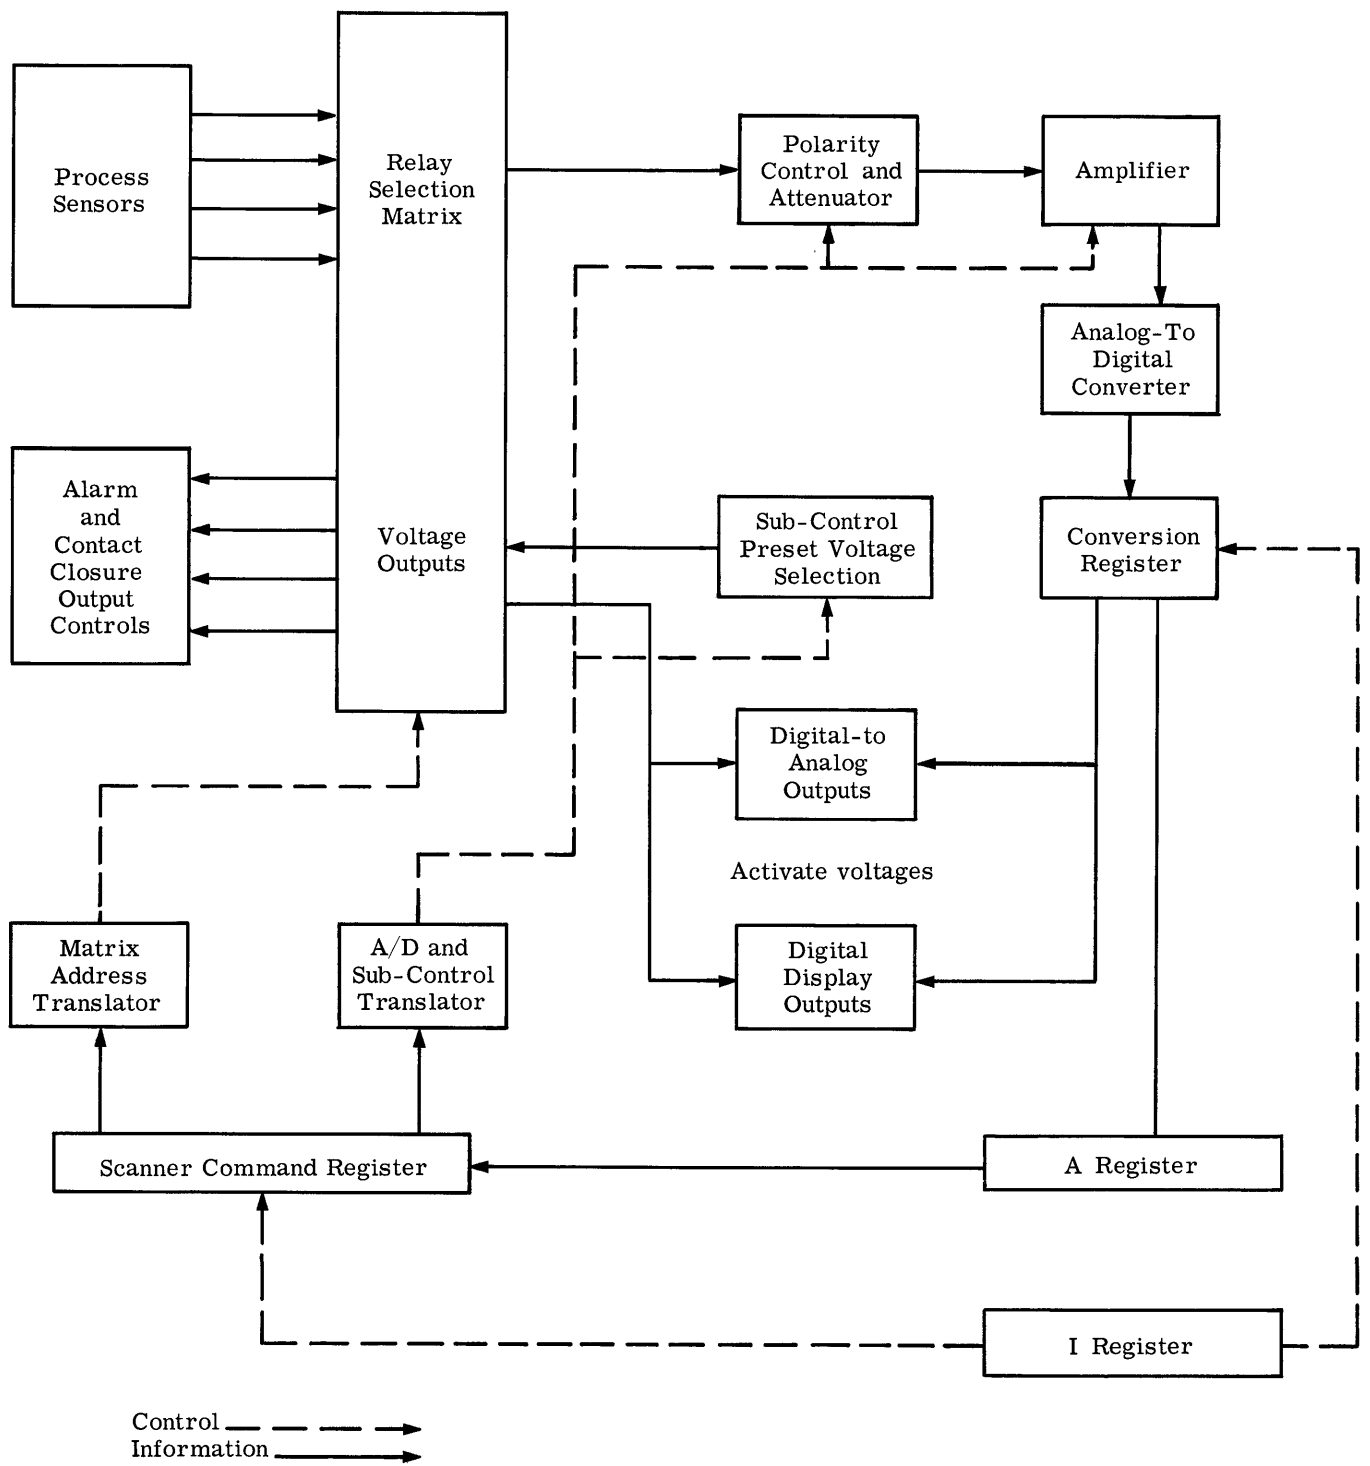 Process
Sensors
Relay
Selection
Matrix
Polarity
Control and
Attenuator
Amplifier
Analog-To
Digital
Converter
Alarm
and
Contact
Closure
Output
Controls
Voltage
Outputs
Sub-Control
Preset Voltage
Selection
Conversion
Register
Digital-to
Analog
Outputs
Activate voltages
Matrix
Address
Translator
A/D and
Sub-Control
Translator
Digital
Display
Outputs
Scanner Command Register
A Register
I Register
Control
Information